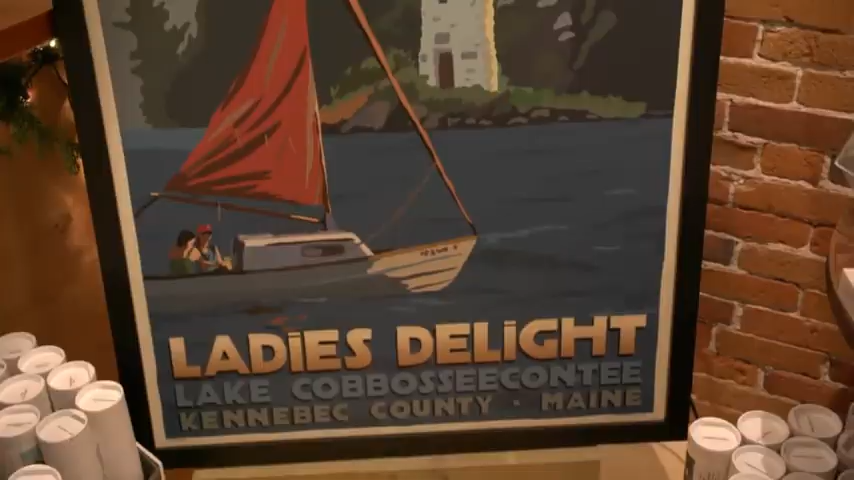 LADiES DELiGHT
LAKE COBBOSSEECONTEE
KENNEBEC COUNTY · MAINE